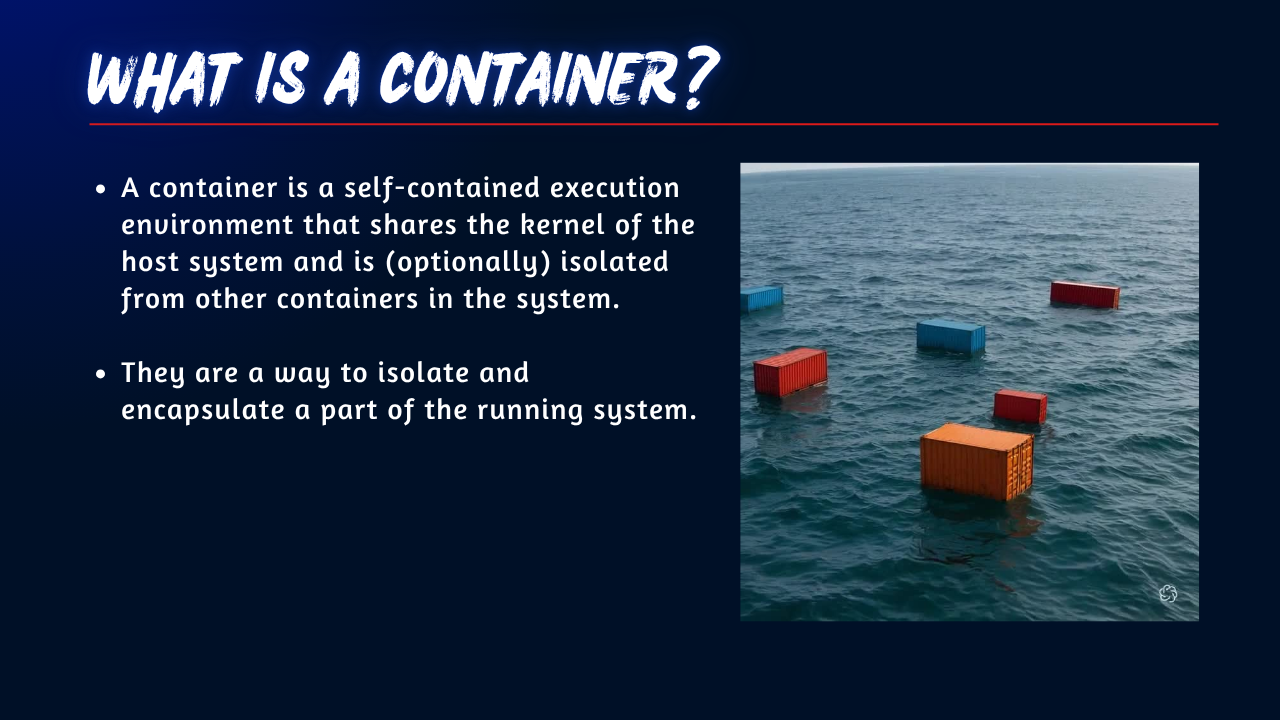 WHAT IS A CONTAINER?
• A container is a self-contained execution
environment that shares the kernel of the
host system and is (optionally) isolated
from other containers in the system.
• They are a way to isolate and
encapsulate a part of the running system.